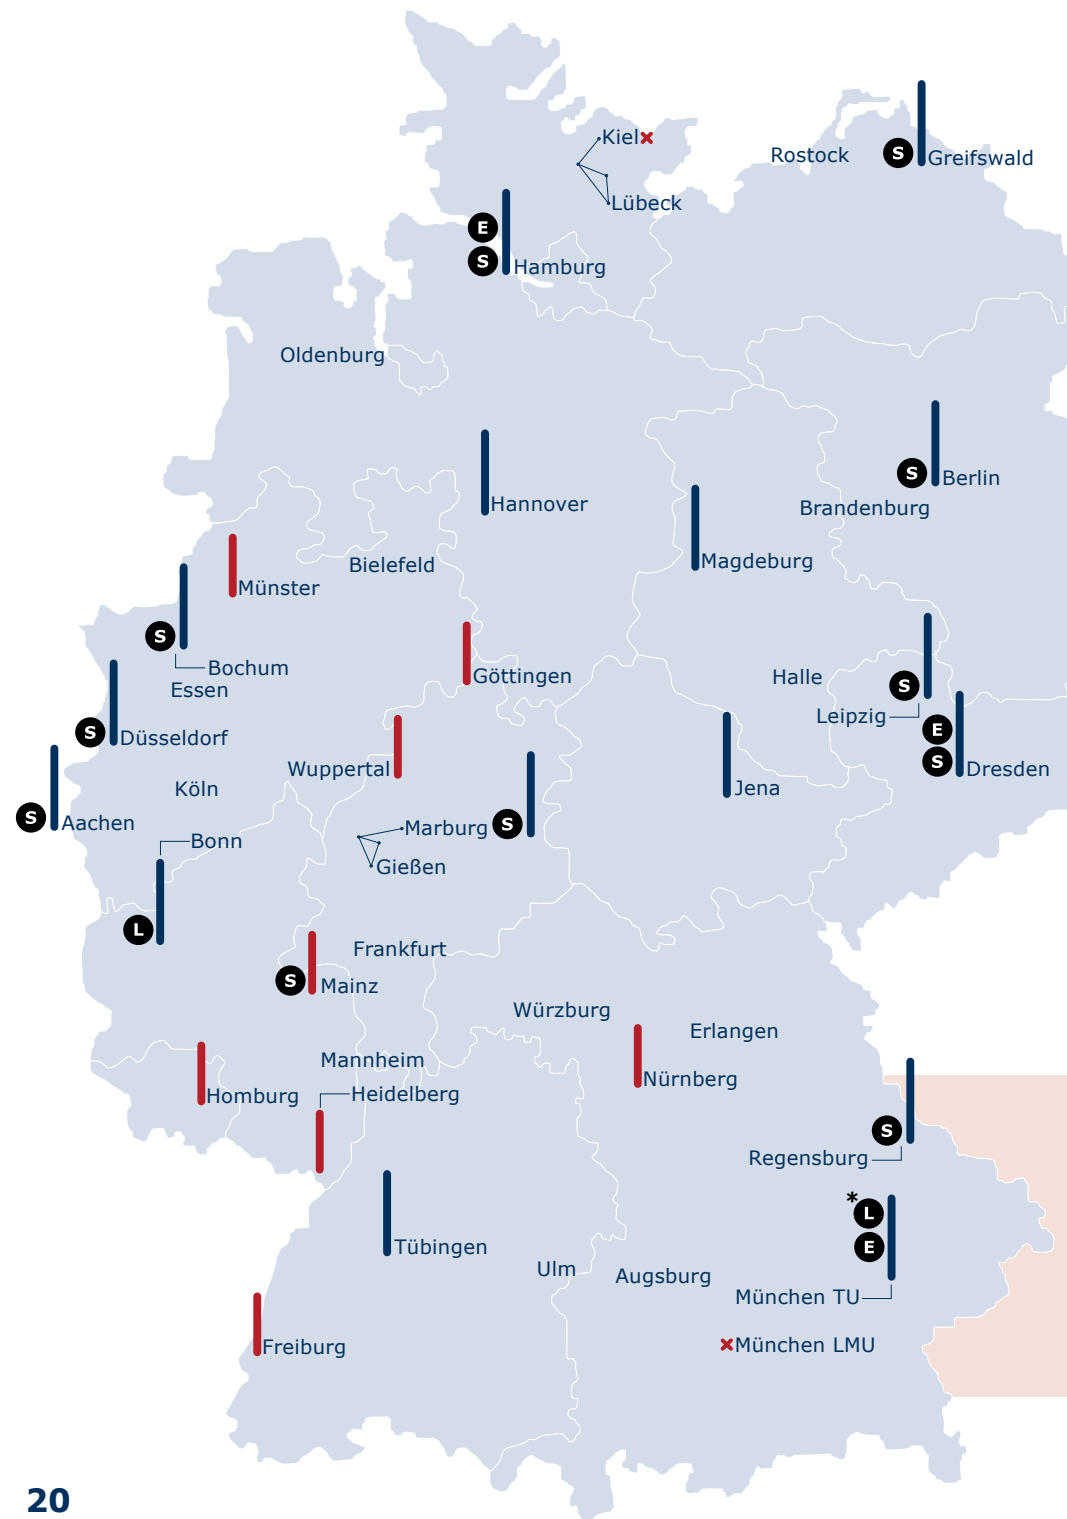 Kiel
Rostock
S Greifswald
Lübeck
E
S Hamburg
Oldenburg
S Berlin
Hannover
Brandenburg
Magdeburg
Bielefeld
Münster
S
Bochum
Essen
Göttingen
Halle
S
Leipzig
E
S Dresden
S Düsseldorf
Wuppertal
Köln
Jena
S Aachen
Marburg S
Bonn
Gießen
L
Frankfurt
S Mainz
Würzburg
Erlangen
Mannheim
Nürnberg
Homburg
Heidelberg
S
Regensburg
* L
E
Tübingen
Ulm
Augsburg
München TU
München LMU
Freiburg
20